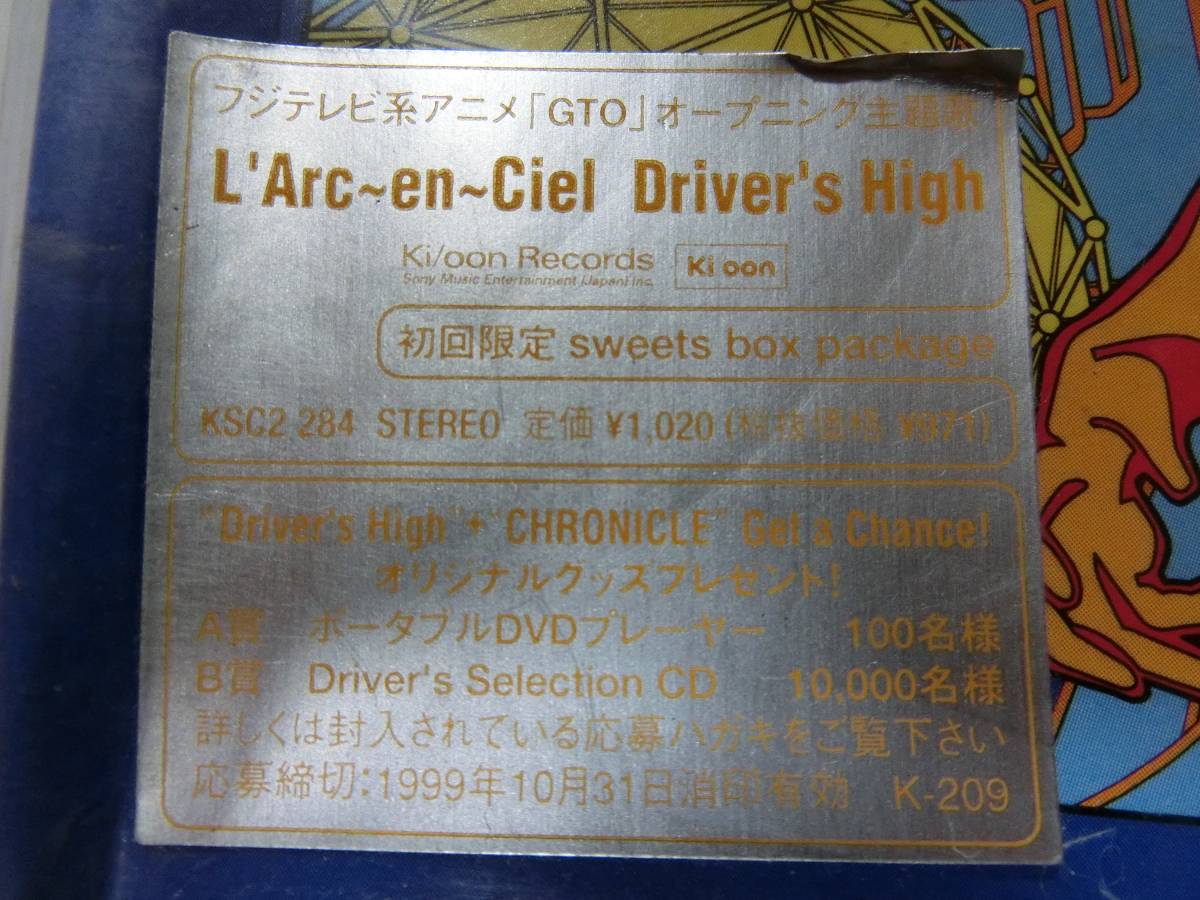 フジテレビ系アニメ「GTO」オープニング主題歌
L'Arc~en~Ciel Driver's High
Ki/oon Records Ki oon
Sony Music Entertainment (Japan) Inc.
初回限定 sweets box package
KSC2 284 STEREO 定価 ¥1,020 (税抜価格 ¥971)
"Driver's High" + "CHRONICLE" Get a Chance!
オリジナルグッズプレゼント!
A賞 ポータブルDVDプレーヤー 100名様
B賞 Driver's Selection CD 10,000名様
詳しくは封入されている応募ハガキをご覧下さい
応募締切:1999年10月31日消印有効 K-209